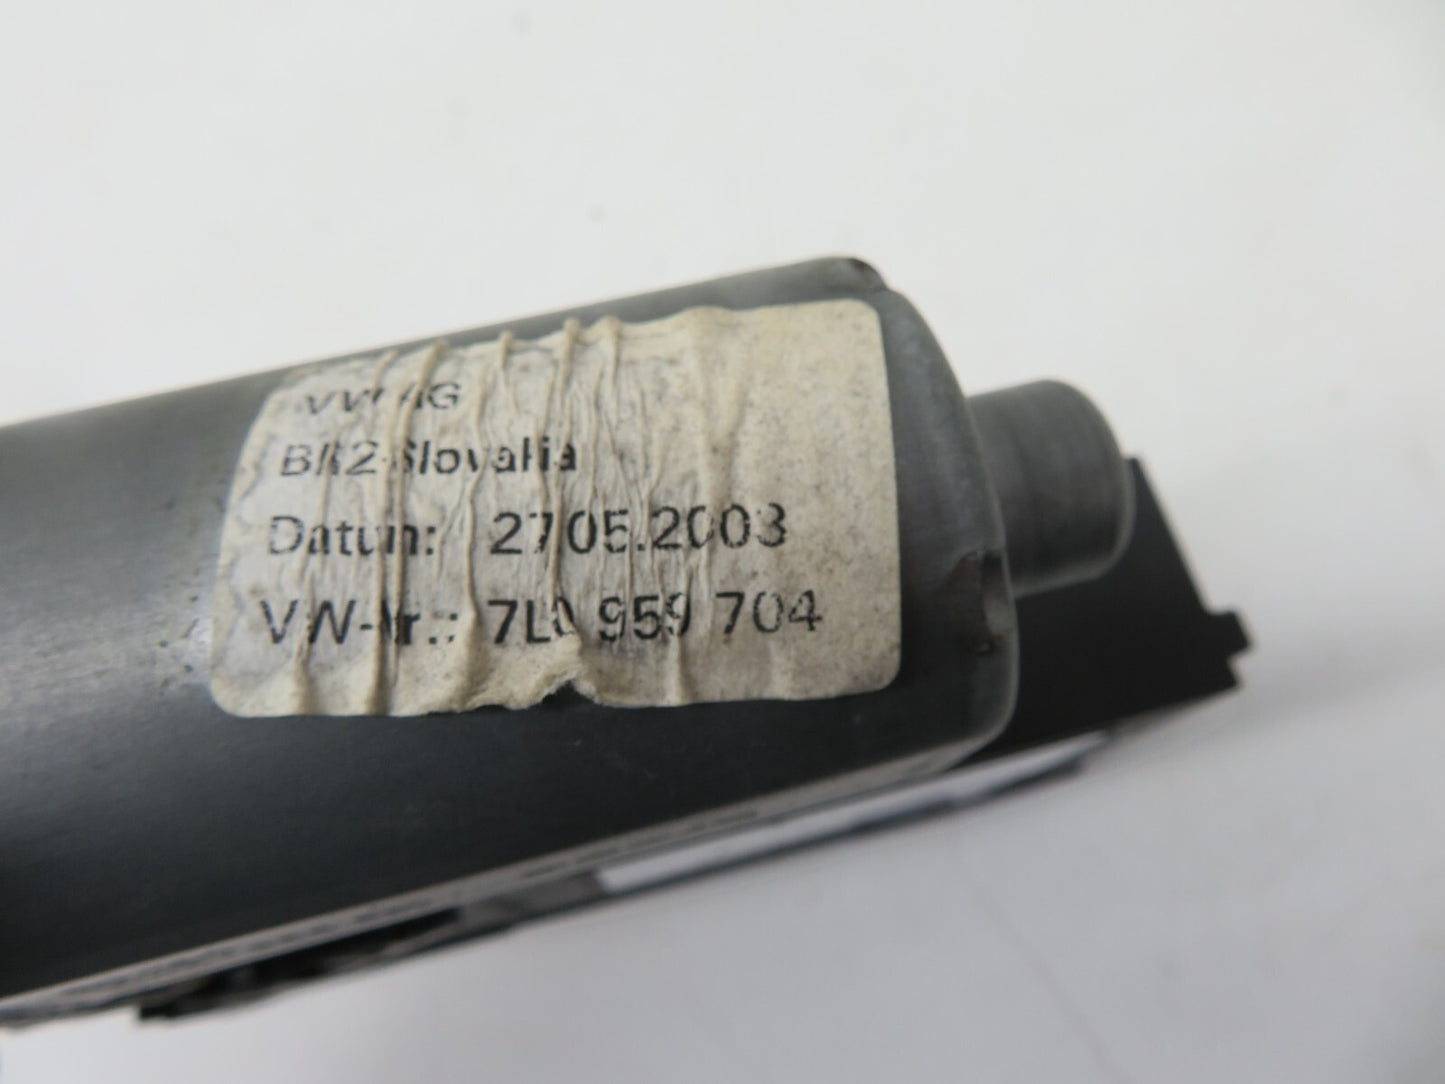 VW AG
BR2-Slovakia
Datum: 27.05.2003
VW-Nr.: 7L0 959 704